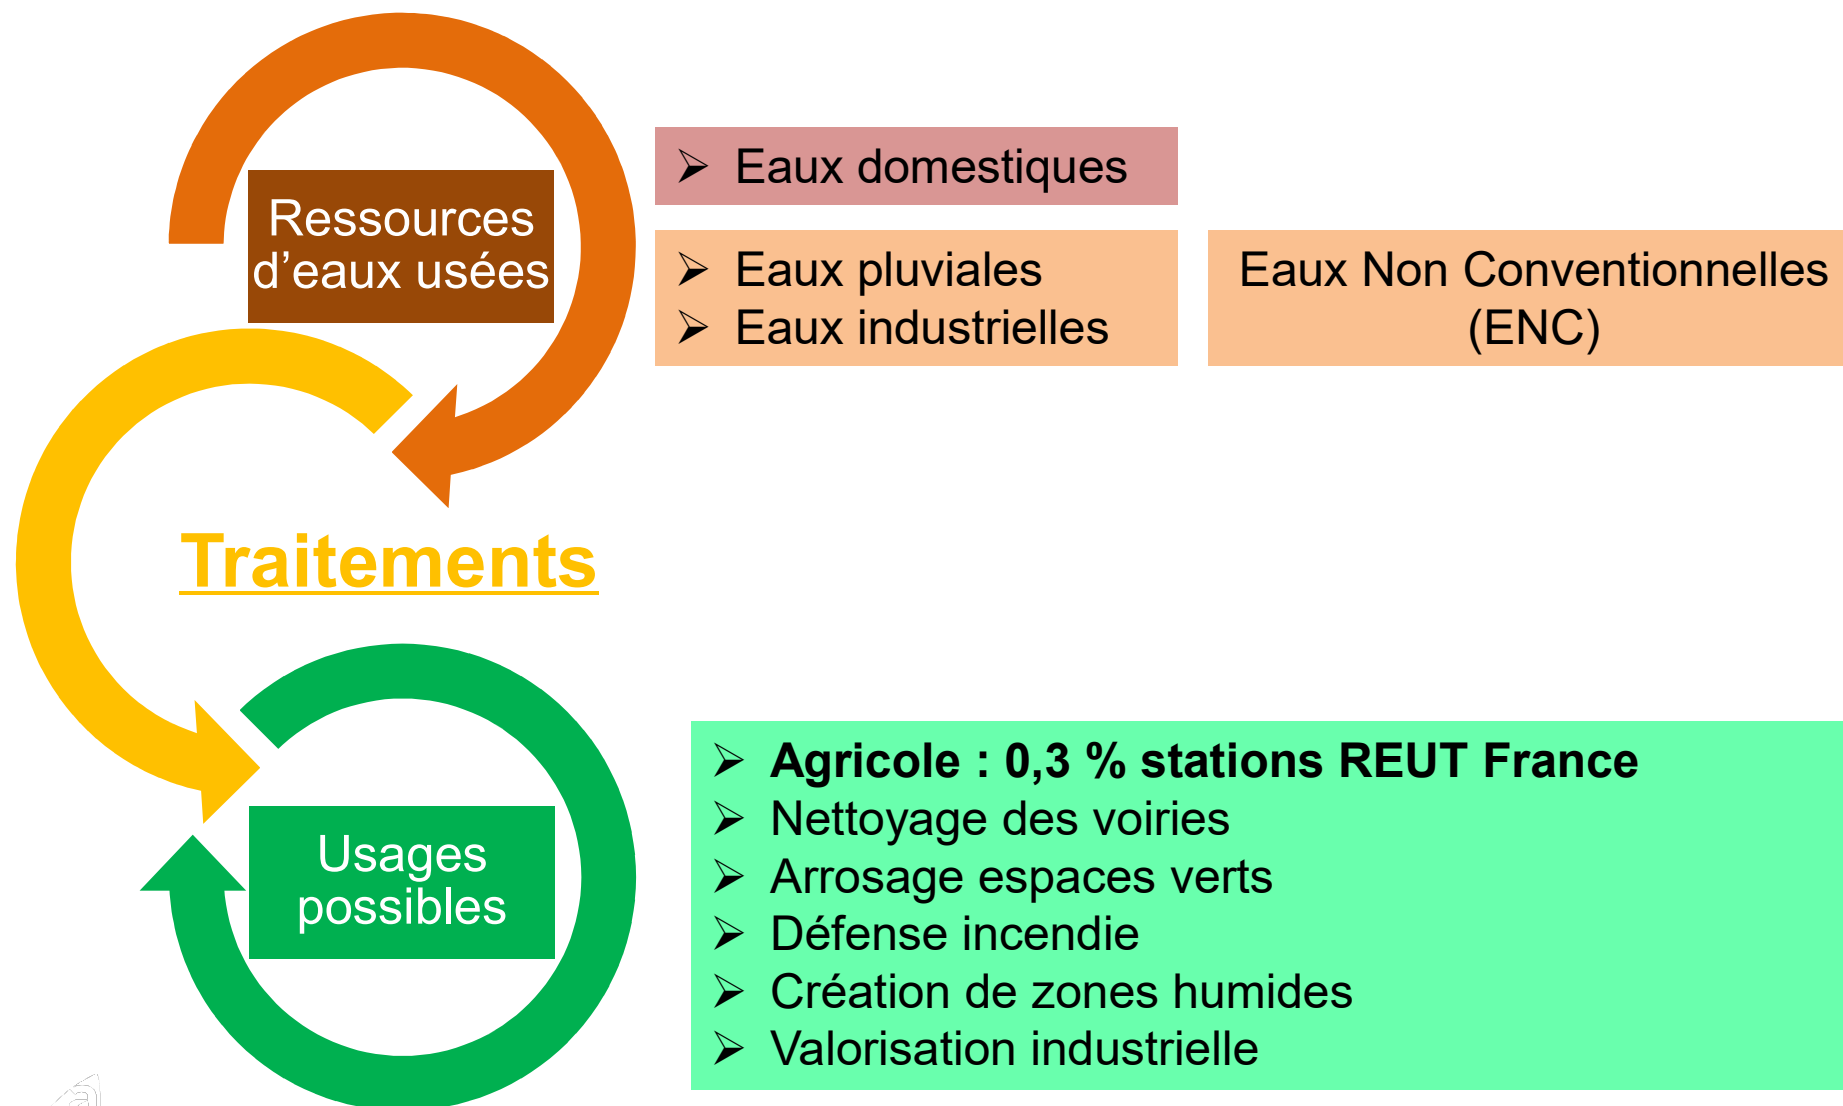 Ressources
d’eaux usées
➢ Eaux domestiques
➢ Eaux pluviales
➢ Eaux industrielles
Eaux Non Conventionnelles
(ENC)
Traitements
Usages
possibles
➢ Agricole : 0,3 % stations REUT France
➢ Nettoyage des voiries
➢ Arrosage espaces verts
➢ Défense incendie
➢ Création de zones humides
➢ Valorisation industrielle